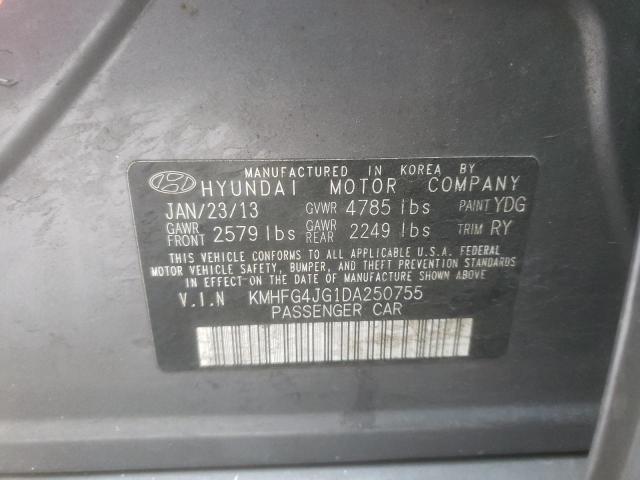 MANUFACTURED IN KOREA BY
HYUNDAI MOTOR COMPANY
JAN/23/13 GVWR 4785 lbs PAINT YDG
GAWR FRONT 2579 lbs GAWR REAR 2249 lbs TRIM RY
THIS VEHICLE CONFORMS TO ALL APPLICABLE U.S.A. FEDERAL
MOTOR VEHICLE SAFETY, BUMPER, AND THEFT PREVENTION STANDARDS
IN EFFECT ON THE DATE OF MANUFACTURE SHOWN ABOVE.
V.I.N KMHFG4JG1DA250755
PASSENGER CAR